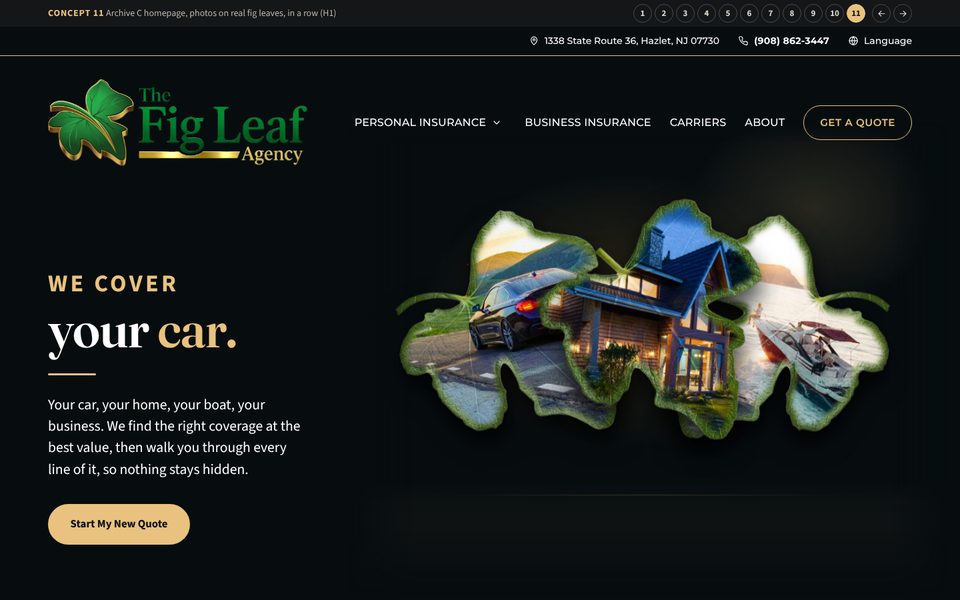 CONCEPT 11 Archive C homepage, photos on real fig leaves, in a row (H1)
1 2 3 4 5 6 7 8 9 10 11 ← →
1338 State Route 36, Hazlet, NJ 07730 (908) 862-3447 Language
The
Fig Leaf
Agency
PERSONAL INSURANCE BUSINESS INSURANCE CARRIERS ABOUT GET A QUOTE
WE COVER
your car.
Your car, your home, your boat, your
business. We find the right coverage at the
best value, then walk you through every
line of it, so nothing stays hidden.
Start My New Quote